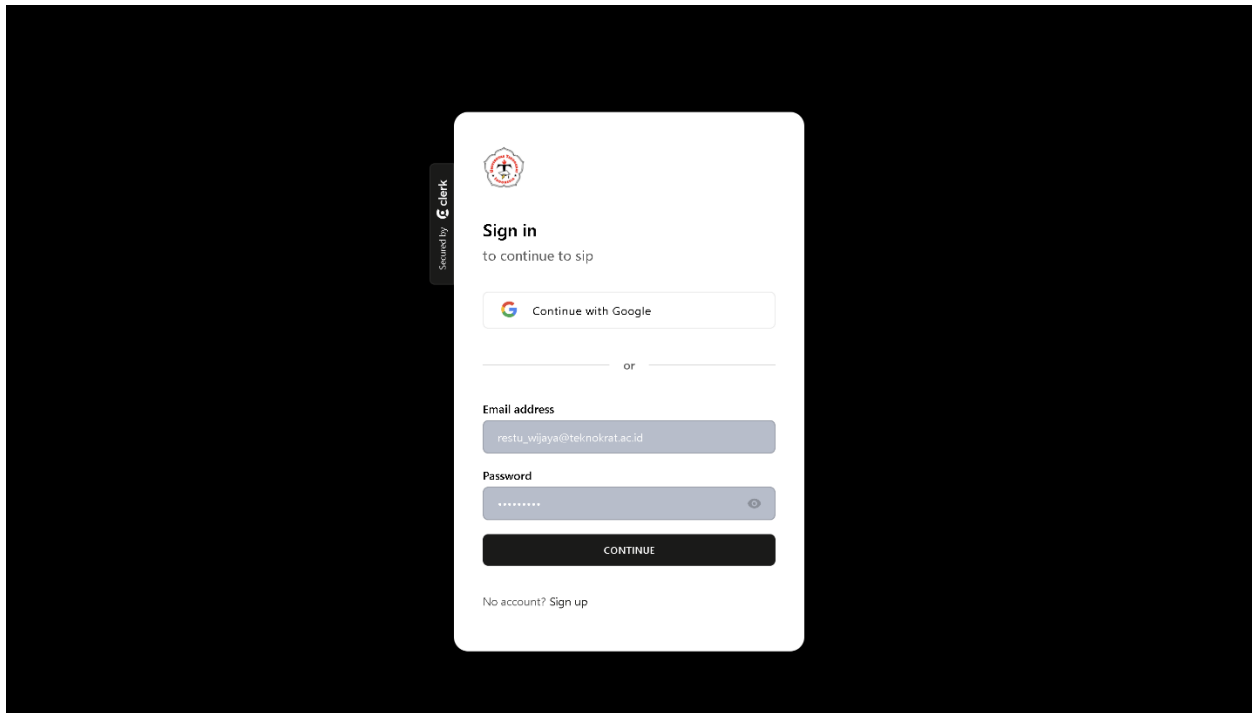 Secured by clerk
Sign in
to continue to sip
Continue with Google
or
Email address
restu_wijaya@teknokrat.ac.id
Password
•••••••••
CONTINUE
No account? Sign up